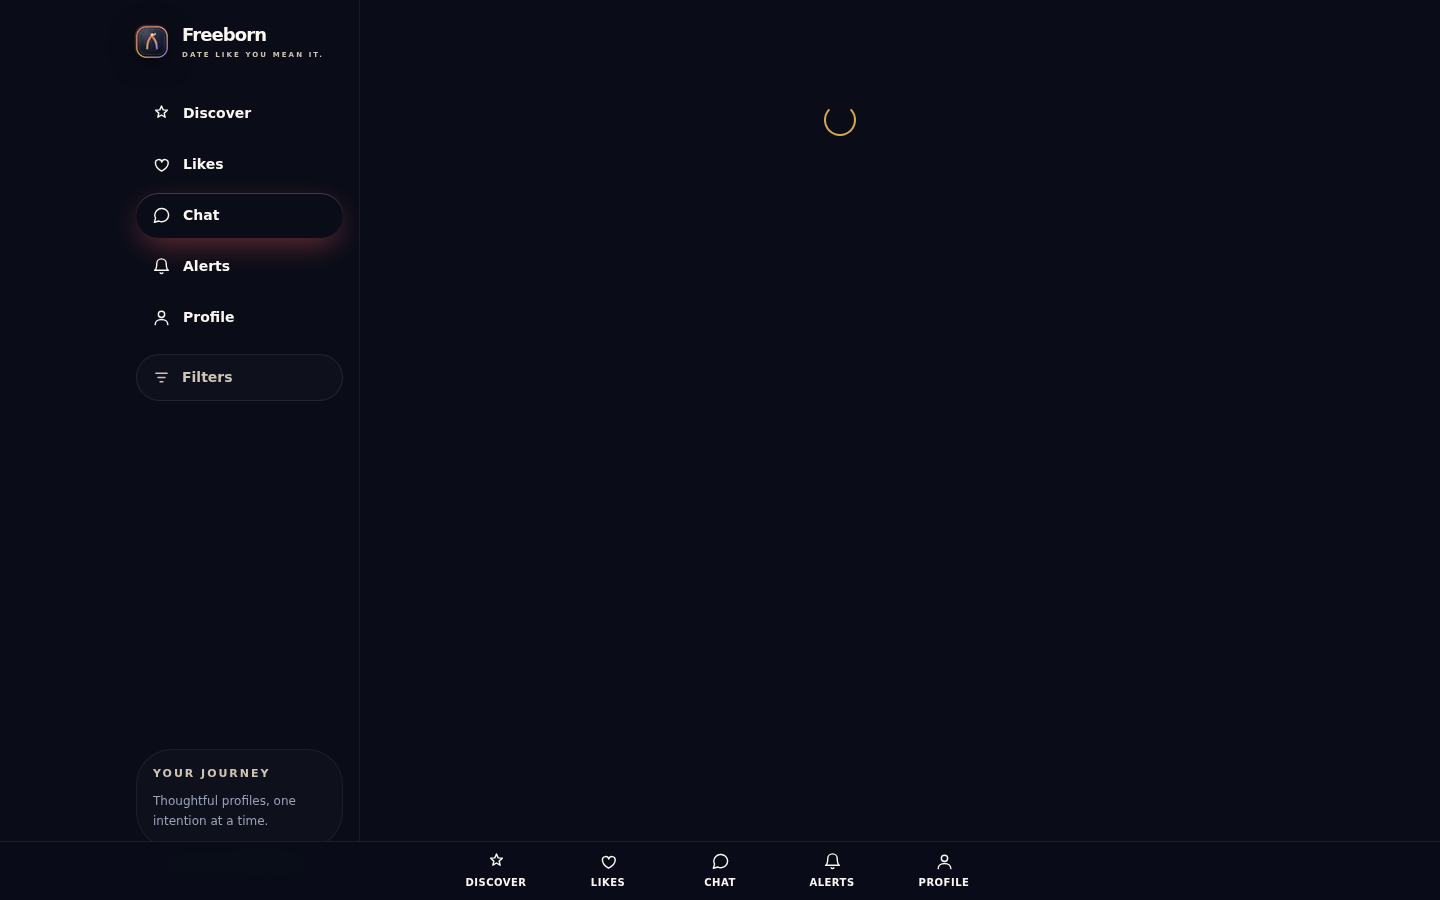 Freeborn
DATE LIKE YOU MEAN IT.
Discover
Likes
Chat
Alerts
Profile
Filters
YOUR JOURNEY
Thoughtful profiles, one
intention at a time.
DISCOVER
LIKES
CHAT
ALERTS
PROFILE